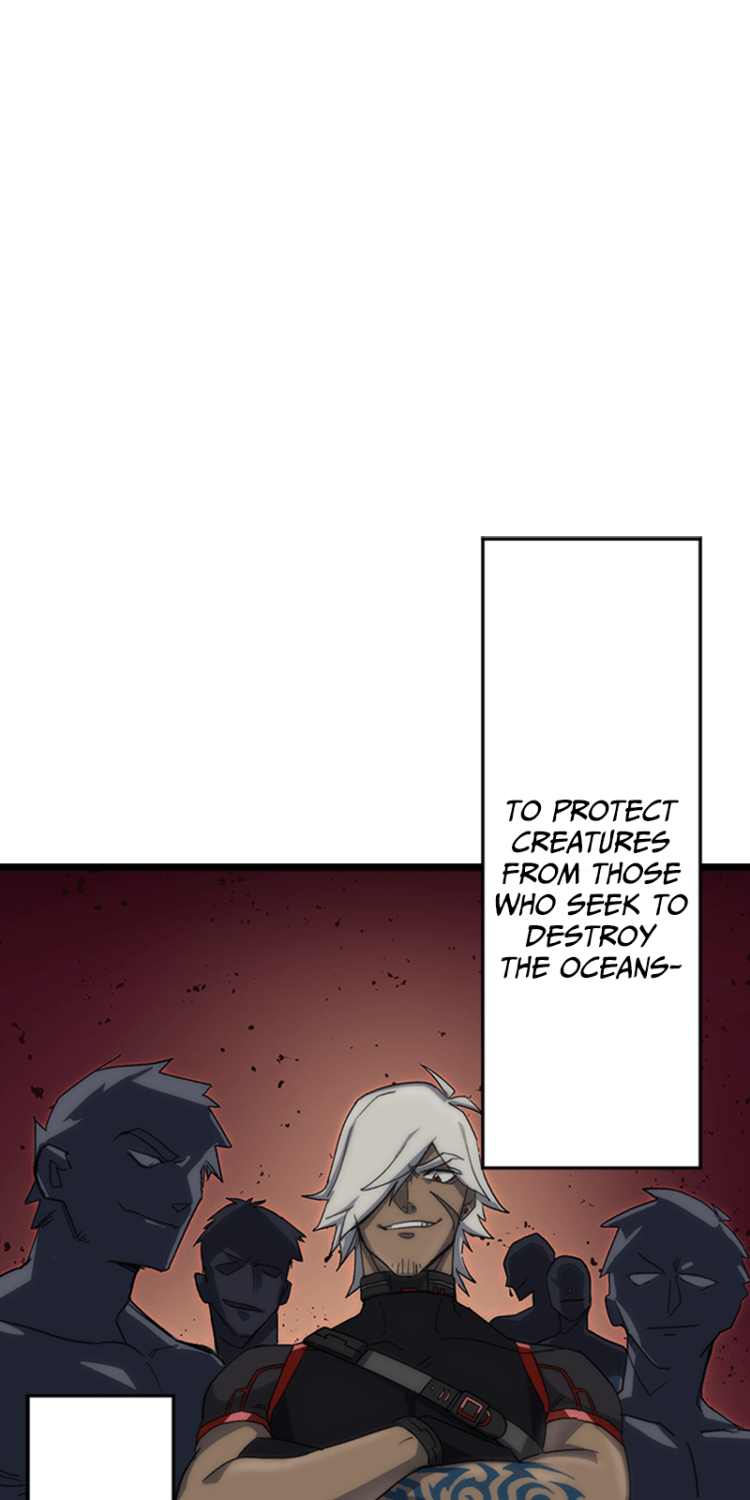 TO PROTECT
CREATURES
FROM THOSE
WHO SEEK TO
DESTROY
THE OCEANS-